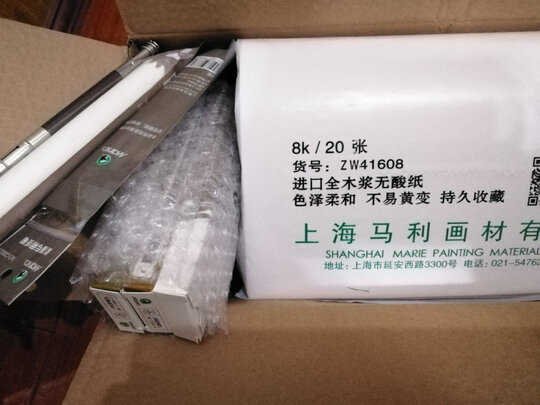 8k / 20 张
货号：ZW41608
进口全木浆无酸纸
色泽柔和 不易黄变 持久收藏
上海马利画材有
SHANGHAI MARIE PAINTING MATERIAL
地址：上海市延安西路3300号 电话：021-5476